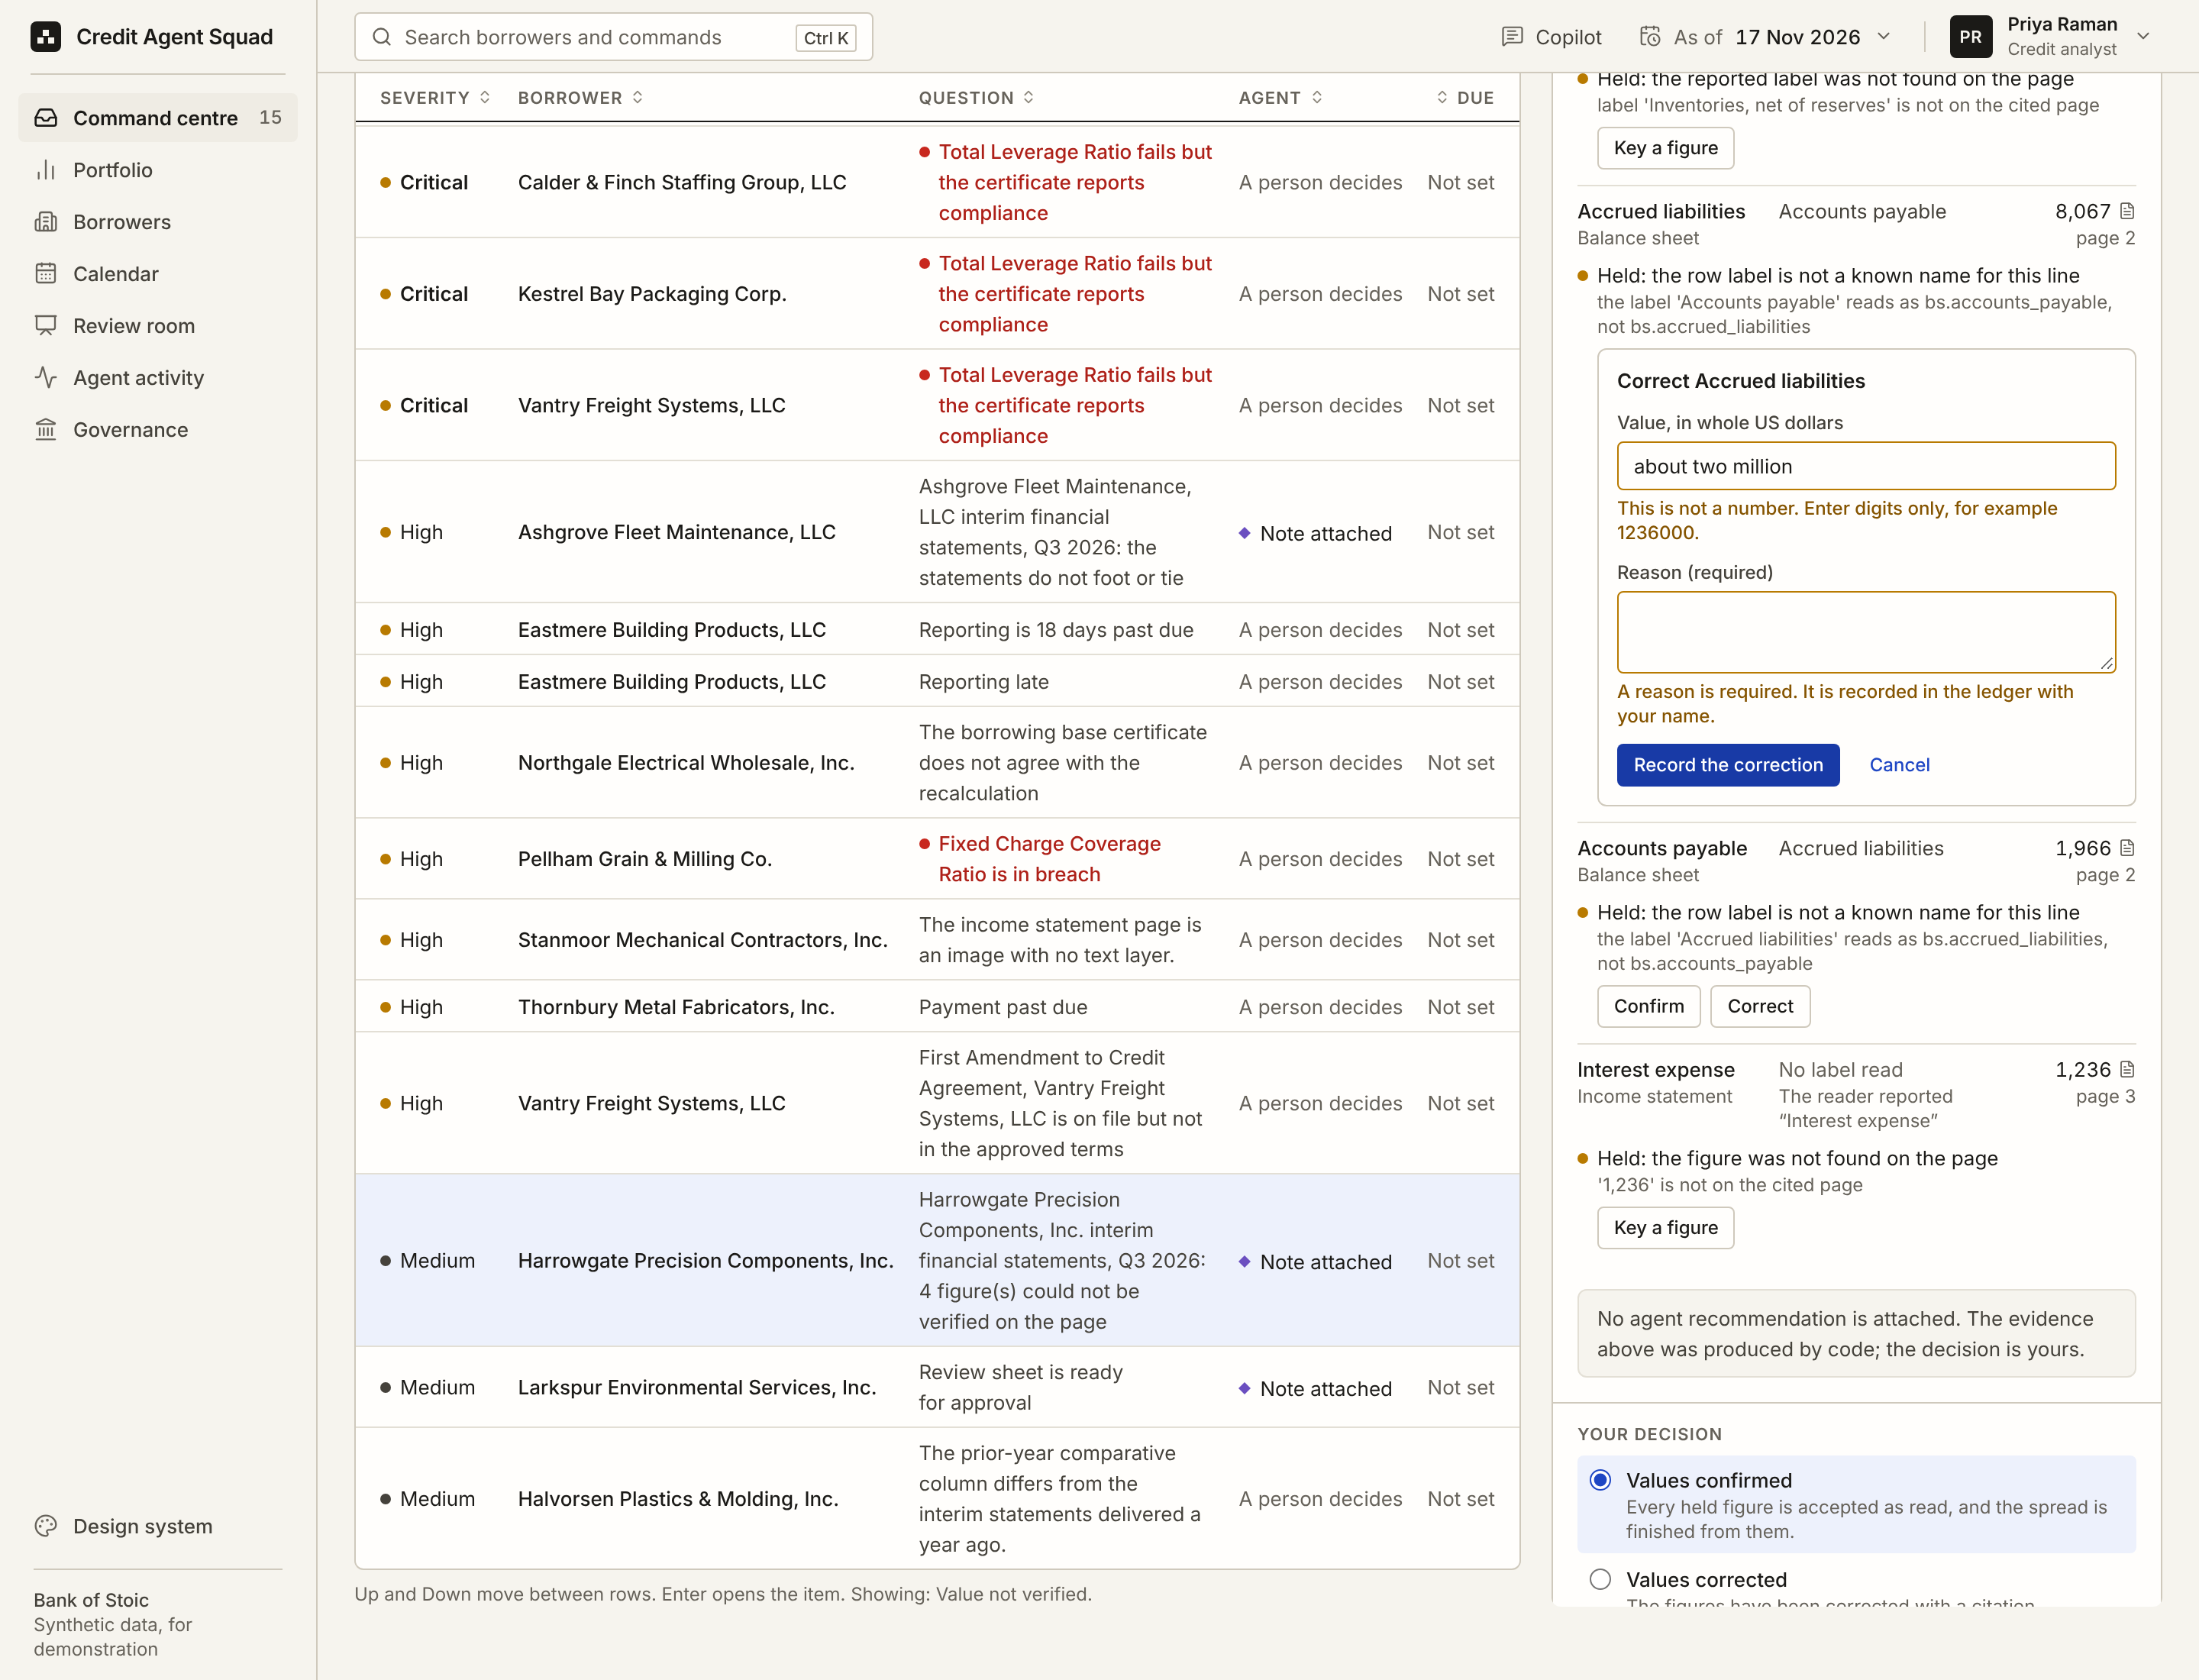 Credit Agent Squad
Search borrowers and commands
Ctrl K
Copilot
As of 17 Nov 2026
PR
Priya Raman
Credit analyst
Command centre 15
Portfolio
Borrowers
Calendar
Review room
Agent activity
Governance
Design system
Bank of Stoic
Synthetic data, for
demonstration
SEVERITY BORROWER QUESTION AGENT DUE
Critical Calder & Finch Staffing Group, LLC
Total Leverage Ratio fails but
the certificate reports
compliance
A person decides Not set
Critical Kestrel Bay Packaging Corp.
Total Leverage Ratio fails but
the certificate reports
compliance
A person decides Not set
Critical Vantry Freight Systems, LLC
Total Leverage Ratio fails but
the certificate reports
compliance
A person decides Not set
High Ashgrove Fleet Maintenance, LLC
Ashgrove Fleet Maintenance,
LLC interim financial
statements, Q3 2026: the
statements do not foot or tie
Note attached Not set
High Eastmere Building Products, LLC Reporting is 18 days past due A person decides Not set
High Eastmere Building Products, LLC Reporting late A person decides Not set
High Northgale Electrical Wholesale, Inc.
The borrowing base certificate
does not agree with the
recalculation
A person decides Not set
High Pellham Grain & Milling Co.
Fixed Charge Coverage
Ratio is in breach
A person decides Not set
High Stanmoor Mechanical Contractors, Inc.
The income statement page is
an image with no text layer.
A person decides Not set
High Thornbury Metal Fabricators, Inc. Payment past due A person decides Not set
High Vantry Freight Systems, LLC
First Amendment to Credit
Agreement, Vantry Freight
Systems, LLC is on file but not
in the approved terms
A person decides Not set
Medium Harrowgate Precision Components, Inc.
Harrowgate Precision
Components, Inc. interim
financial statements, Q3 2026:
4 figure(s) could not be
verified on the page
Note attached Not set
Medium Larkspur Environmental Services, Inc.
Review sheet is ready
for approval
Note attached Not set
Medium Halvorsen Plastics & Molding, Inc.
The prior-year comparative
column differs from the
interim statements delivered a
year ago.
A person decides Not set
Up and Down move between rows. Enter opens the item. Showing: Value not verified.
Held: the reported label was not found on the page
label 'Inventories, net of reserves' is not on the cited page
Key a figure
Accrued liabilities Accounts payable 8,067
Balance sheet page 2
Held: the row label is not a known name for this line
the label 'Accounts payable' reads as bs.accounts_payable,
not bs.accrued_liabilities
Correct Accrued liabilities
Value, in whole US dollars
about two million
This is not a number. Enter digits only, for example
1236000.
Reason (required)
A reason is required. It is recorded in the ledger with
your name.
Record the correction Cancel
Accounts payable Accrued liabilities 1,966
Balance sheet page 2
Held: the row label is not a known name for this line
the label 'Accrued liabilities' reads as bs.accrued_liabilities,
not bs.accounts_payable
Confirm Correct
Interest expense No label read 1,236
Income statement The reader reported page 3
“Interest expense”
Held: the figure was not found on the page
'1,236' is not on the cited page
Key a figure
No agent recommendation is attached. The evidence
above was produced by code; the decision is yours.
YOUR DECISION
Values confirmed
Every held figure is accepted as read, and the spread is
finished from them.
Values corrected
The figures have been corrected with a citation